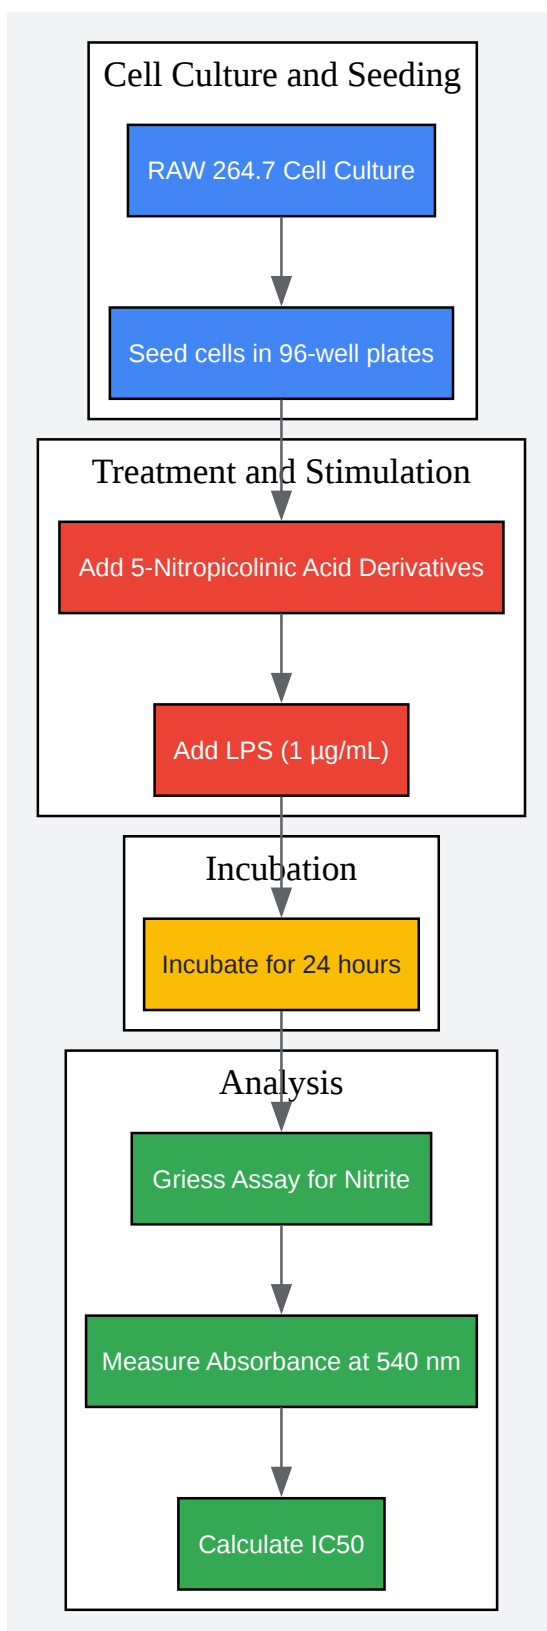 Cell Culture and Seeding
RAW 264.7 Cell Culture
Seed cells in 96-well plates
Treatment and Stimulation
Add 5-Nitropicolinic Acid Derivatives
Add LPS (1 µg/mL)
Incubation
Incubate for 24 hours
Analysis
Griess Assay for Nitrite
Measure Absorbance at 540 nm
Calculate IC50